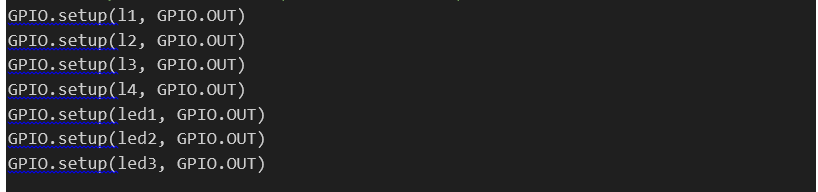 GPIO.setup(l1, GPIO.OUT)
GPIO.setup(l2, GPIO.OUT)
GPIO.setup(l3, GPIO.OUT)
GPIO.setup(l4, GPIO.OUT)
GPIO.setup(led1, GPIO.OUT)
GPIO.setup(led2, GPIO.OUT)
GPIO.setup(led3, GPIO.OUT)